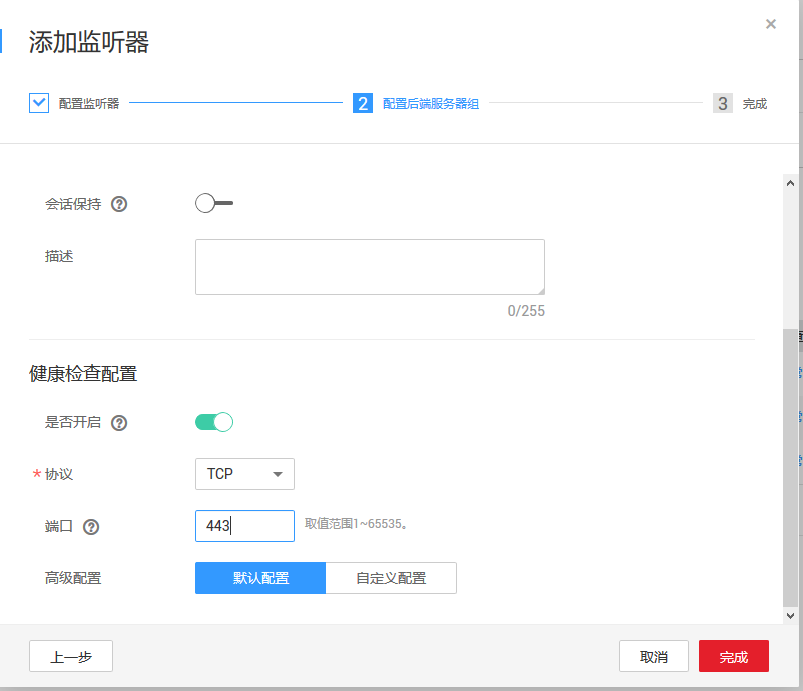 添加监听器
×
配置监听器
2 配置后端服务器组
3 完成
会话保持 ?
描述
0/255
健康检查配置
是否开启 ?
* 协议 TCP
端口 ? 443 取值范围1~65535。
高级配置 默认配置 自定义配置
上一步 取消 完成